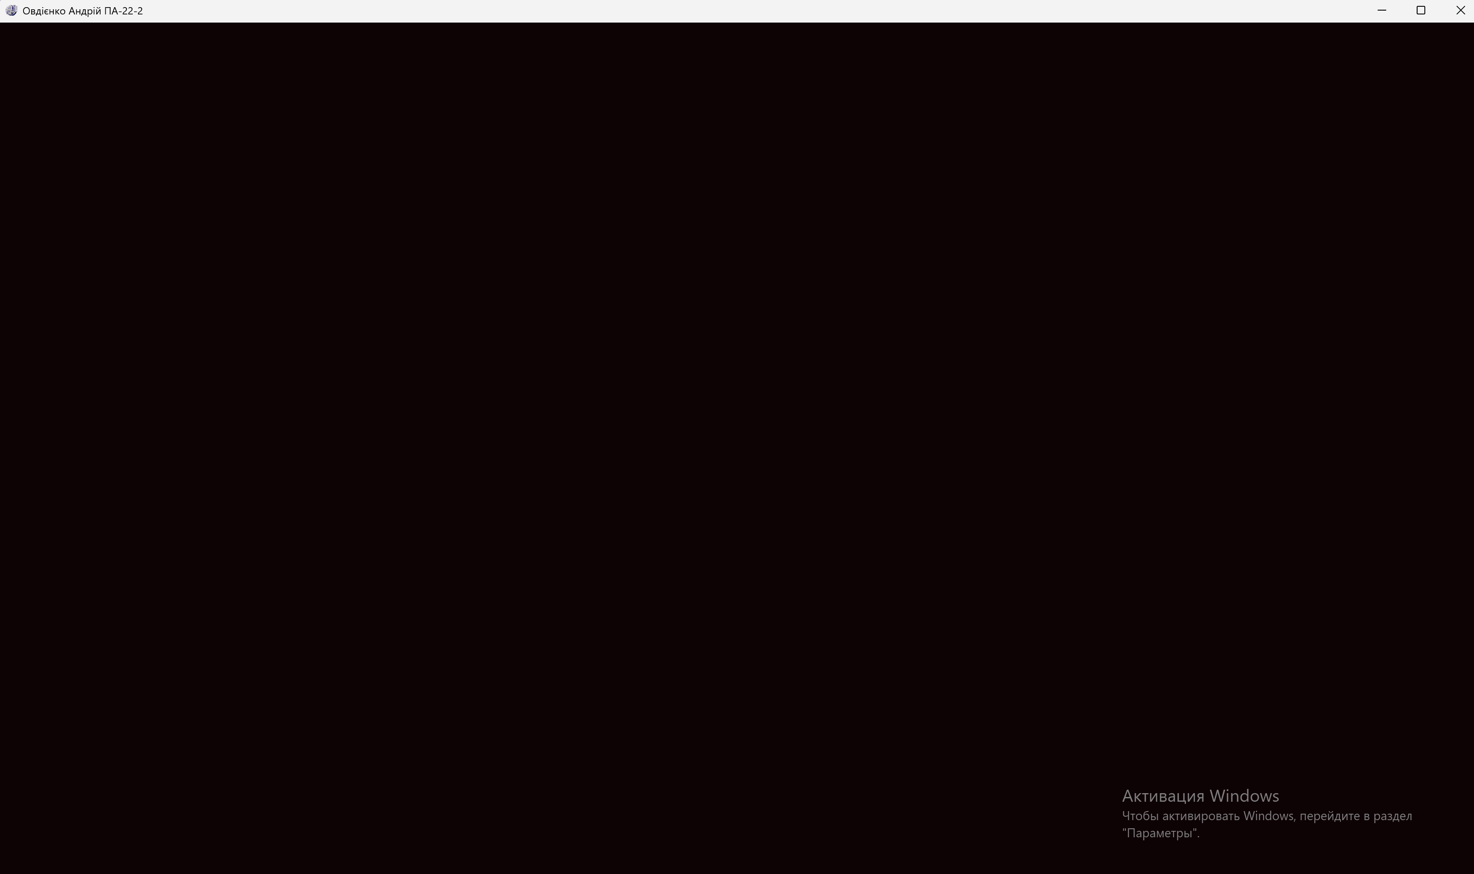 Овдієнко Андрій ПА-22-2
Активация Windows
Чтобы активировать Windows, перейдите в раздел
"Параметры".